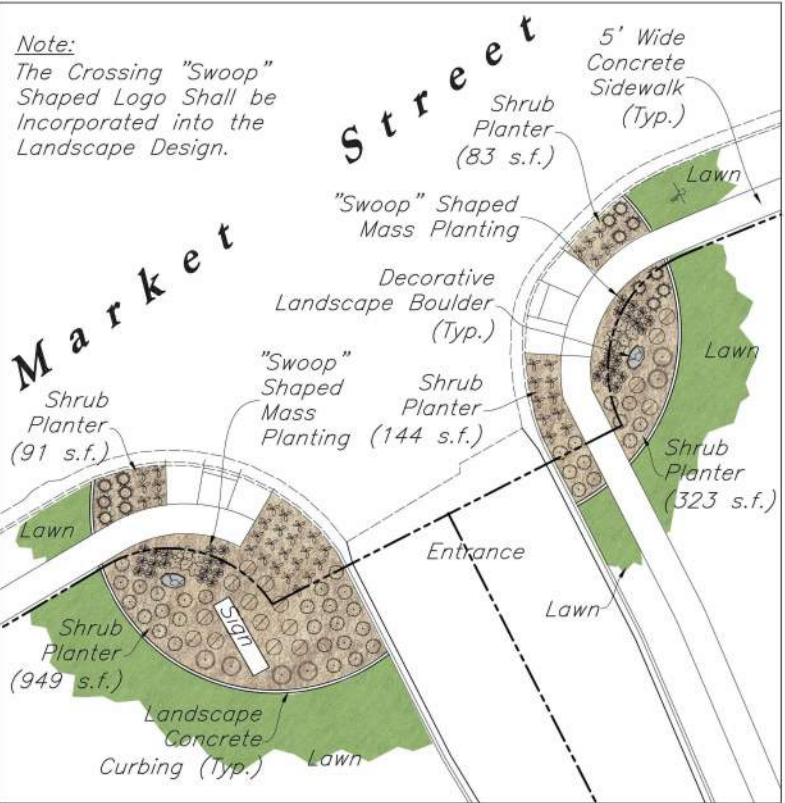 Note:
The Crossing "Swoop"
Shaped Logo Shall be
Incorporated into the
Landscape Design.
Market Street
5' Wide
Concrete
Sidewalk
(Typ.)
Shrub
Planter
(83 s.f.)
Lawn
"Swoop" Shaped
Mass Planting
Decorative
Landscape Boulder
(Typ.)
Lawn
"Swoop"
Shaped
Mass
Planting
Shrub
Planter
(144 s.f.)
Shrub
Planter
(91 s.f.)
Shrub
Planter
(323 s.f.)
Lawn
Entrance
Lawn
Sign
Shrub
Planter
(949 s.f.)
Landscape
Concrete
Curbing (Typ.)
Lawn